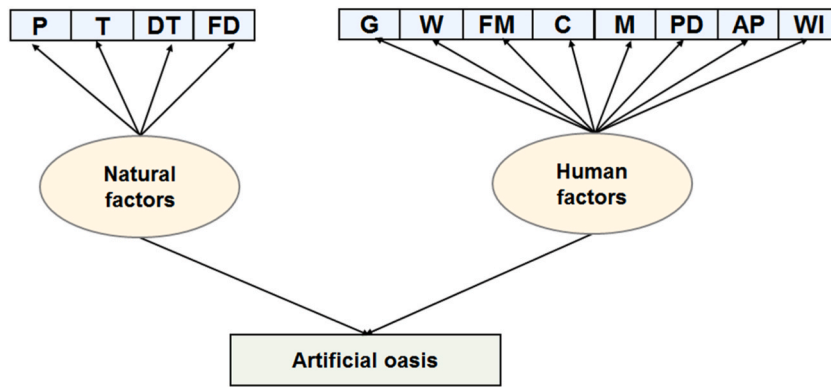 P T DT FD
G W FM C M PD AP WI
Natural
factors
Human
factors
Artificial oasis